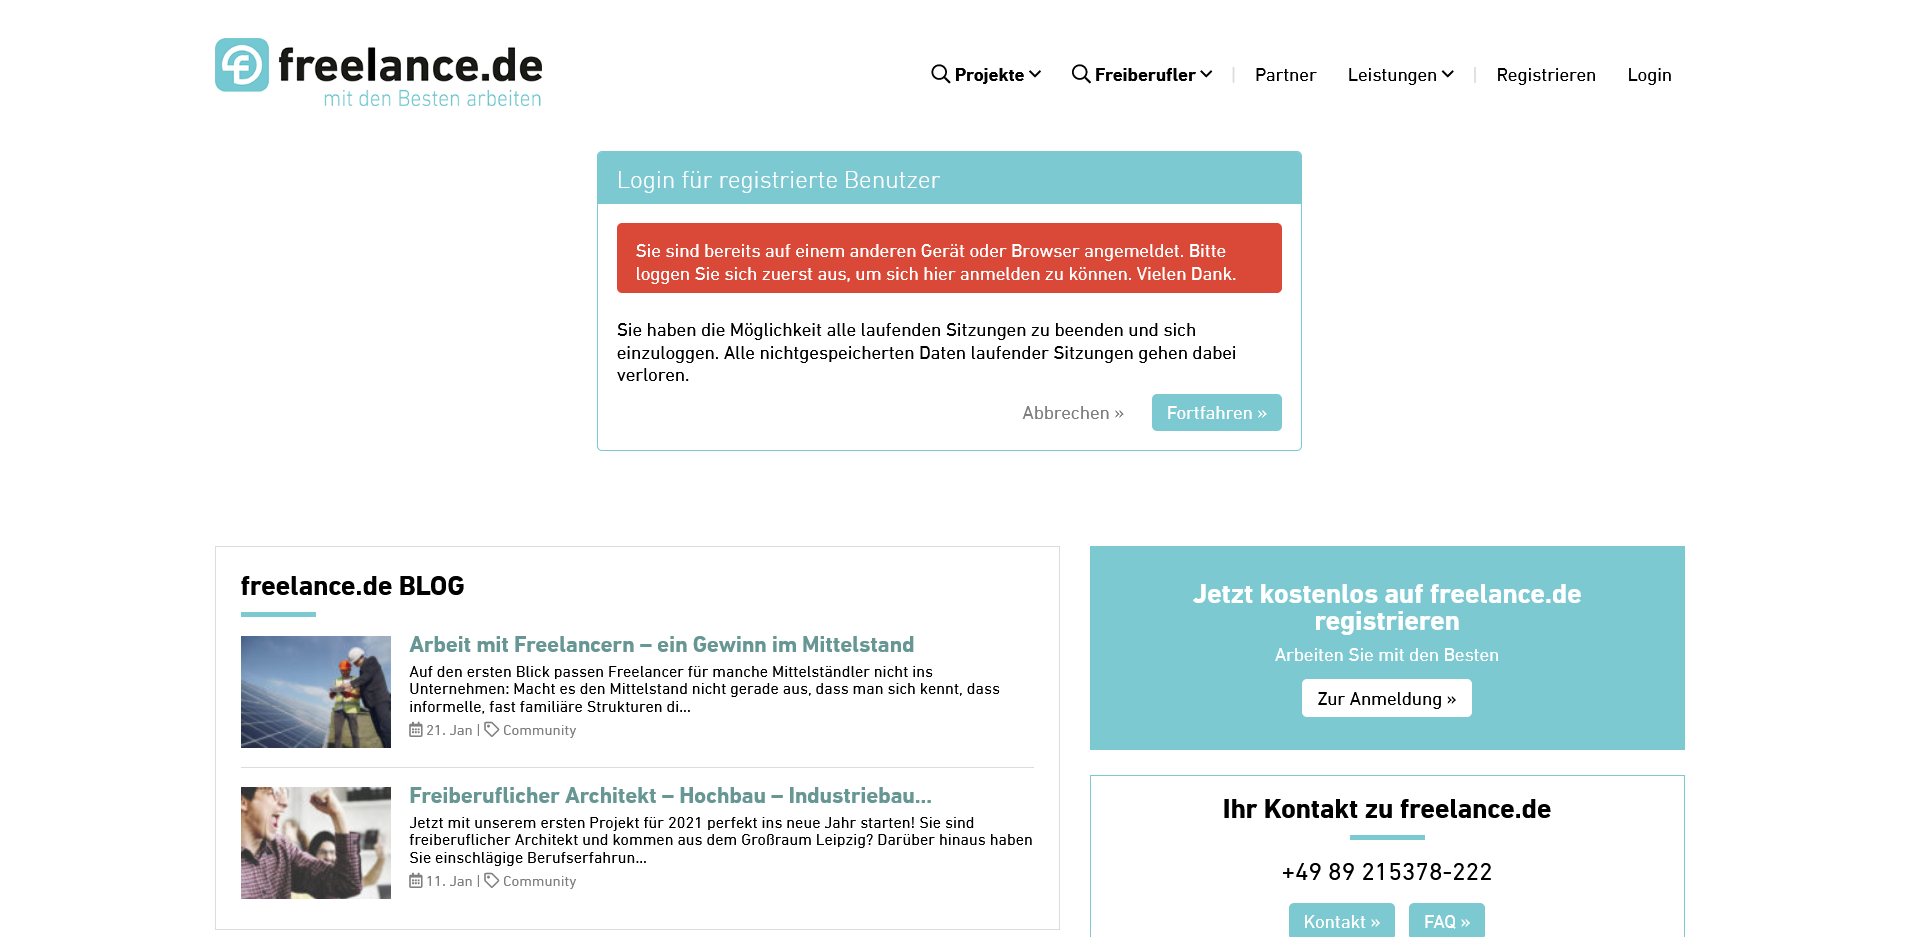 freelance.de
mit den Besten arbeiten
Projekte
Freiberufler
|
Partner
Leistungen
|
Registrieren
Login
Login für registrierte Benutzer
Sie sind bereits auf einem anderen Gerät oder Browser angemeldet. Bitte
loggen Sie sich zuerst aus, um sich hier anmelden zu können. Vielen Dank.
Sie haben die Möglichkeit alle laufenden Sitzungen zu beenden und sich
einzuloggen. Alle nichtgespeicherten Daten laufender Sitzungen gehen dabei
verloren.
Abbrechen »
Fortfahren »
freelance.de BLOG
Arbeit mit Freelancern – ein Gewinn im Mittelstand
Auf den ersten Blick passen Freelancer für manche Mittelständler nicht ins
Unternehmen: Macht es den Mittelstand nicht gerade aus, dass man sich kennt, dass
informelle, fast familiäre Strukturen di...
21. Jan | Community
Freiberuflicher Architekt – Hochbau – Industriebau...
Jetzt mit unserem ersten Projekt für 2021 perfekt ins neue Jahr starten! Sie sind
freiberuflicher Architekt und kommen aus dem Großraum Leipzig? Darüber hinaus haben
Sie einschlägige Berufserfahrun...
11. Jan | Community
Jetzt kostenlos auf freelance.de
registrieren
Arbeiten Sie mit den Besten
Zur Anmeldung »
Ihr Kontakt zu freelance.de
+49 89 215378-222
Kontakt »
FAQ »